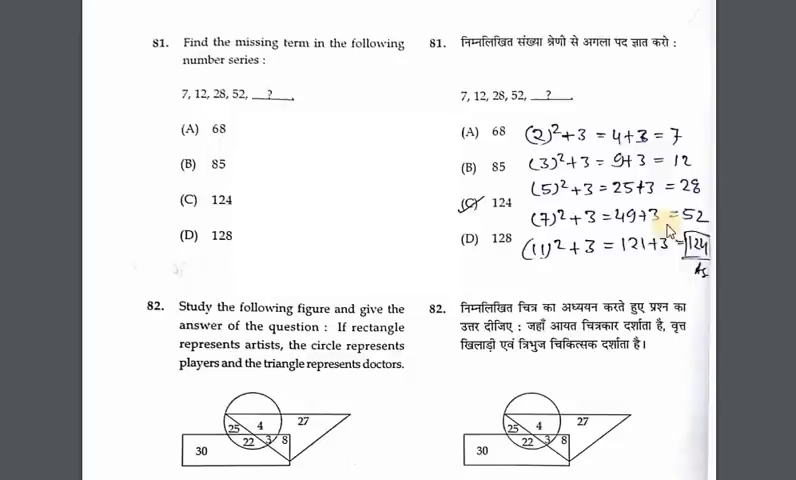 81. Find the missing term in the following
number series :
7, 12, 28, 52, __?__.
(A) 68
(B) 85
(C) 124
(D) 128
82. Study the following figure and give the
answer of the question : If rectangle
represents artists, the circle represents
players and the triangle represents doctors.
25 4 27
22 3 8
30
81. निम्नलिखित संख्या श्रेणी से अगला पद ज्ञात करो :
7, 12, 28, 52, __?__.
(A) 68
(B) 85
(C) 124
(D) 128
(2)²+3 = 4+3 = 7
(3)²+3 = 9+3 = 12
(5)²+3 = 25+3 = 28
(7)²+3 = 49+3 = 52
(11)²+3 = 121+3 = 124
As
82. निम्नलिखित चित्र का अध्ययन करते हुए प्रश्न का
उत्तर दीजिए : जहाँ आयत चित्रकार दर्शाता है, वृत्त
खिलाड़ी एवं त्रिभुज चिकित्सक दर्शाता है।
25 4 27
22 3 8
30